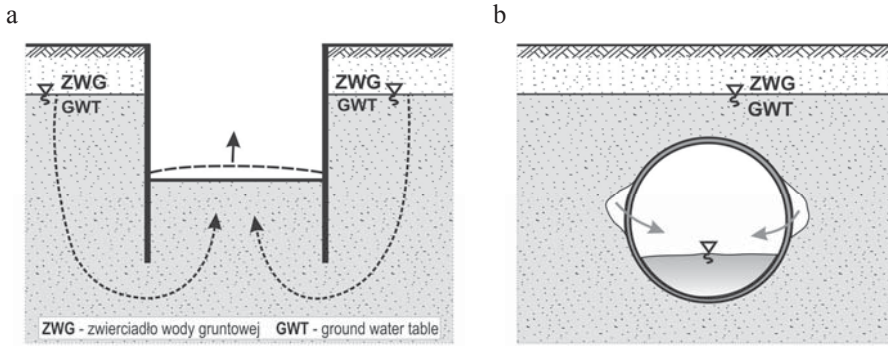 a
b
ZWG
GWT
ZWG
GWT
ZWG
GWT
ZWG - zwierciadło wody gruntowej GWT - ground water table